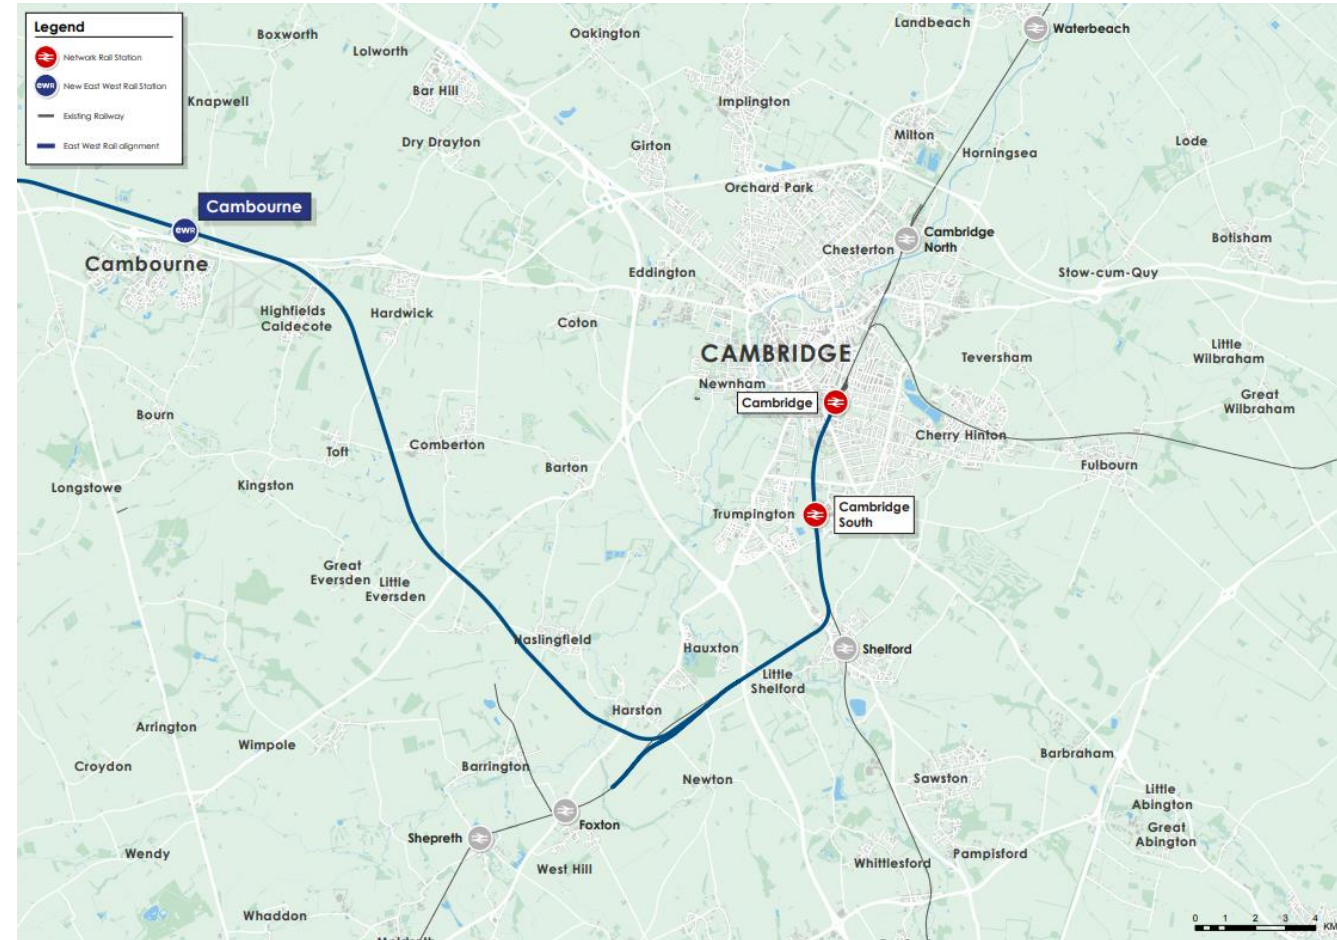 Legend
Network Rail Station
New East West Rail Station
Existing Railway
East West Rail alignment
Boxworth
Lolworth
Oakington
Landbeach
Waterbeach
Knapwell
Bar Hill
Implington
Dry Drayton
Girton
Milton
Horningsea
Lode
Orchard Park
Cambourne
Cambourne
Chesterton
Cambridge
North
Botisham
Eddington
Stow-cum-Quy
Highfields
Caldecote
Hardwick
Coton
CAMBRIDGE
Teversham
Little
Wilbraham
Newnham
Cambridge
Great
Wilbraham
Bourn
Toft
Comberton
Cherry Hinton
Barton
Fulbourn
Longstowe
Kingston
Trumpington
Cambridge
South
Great
Eversden
Little
Eversden
Haslingfield
Hauxton
Shelford
Little
Shelford
Harston
Arrington
Wimpole
Barbraham
Croydon
Barrington
Newton
Sawston
Little
Abington
Foxton
Great
Abington
Shepreth
Wendy
West Hill
Whittlesford
Pampisford
Whaddon
0 1 2 3 4
KM
ewr
ewr